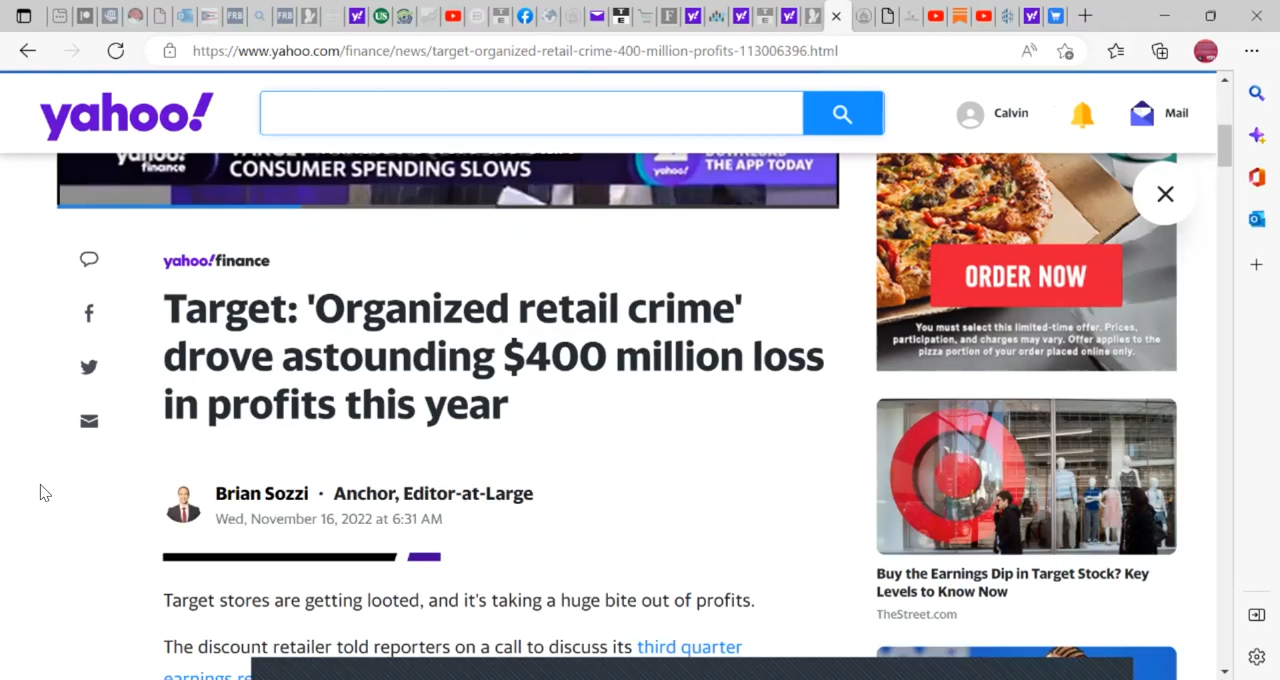 https://www.yahoo.com/finance/news/target-organized-retail-crime-400-million-profits-113006396.html
yahoo!
Calvin
Mail
yahoo!
finance
CONSUMER SPENDING SLOWS
yahoo!
DOWNLOAD
THE APP TODAY
ORDER NOW
You must select this limited-time offer. Prices,
participation, and charges may vary. Offer applies to the
pizza portion of your order placed online only.
yahoo!finance
Target: 'Organized retail crime'
drove astounding $400 million loss
in profits this year
Brian Sozzi · Anchor, Editor-at-Large
Wed, November 16, 2022 at 6:31 AM
Target stores are getting looted, and it's taking a huge bite out of profits.
The discount retailer told reporters on a call to discuss its third quarter
earnings re
Buy the Earnings Dip in Target Stock? Key
Levels to Know Now
TheStreet.com